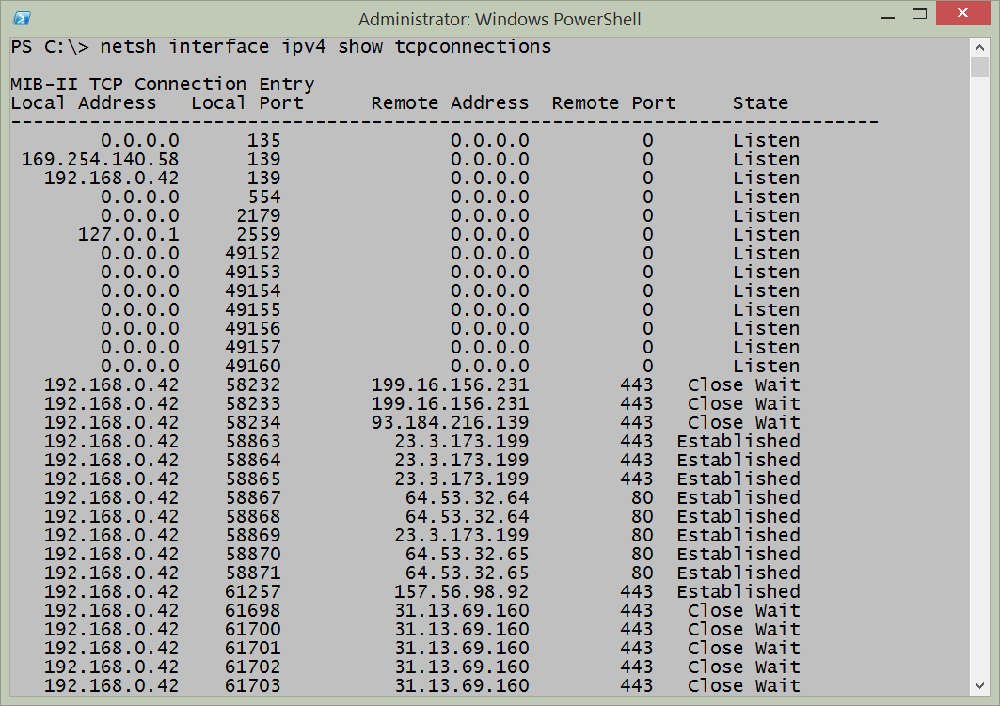 Administrator: Windows PowerShell
PS C:\> netsh interface ipv4 show tcpconnections
MIB-II TCP Connection Entry
Local Address Local Port Remote Address Remote Port State
-----------------------------------------------------------------------------
0.0.0.0 135 0.0.0.0 0 Listen
169.254.140.58 139 0.0.0.0 0 Listen
192.168.0.42 139 0.0.0.0 0 Listen
0.0.0.0 554 0.0.0.0 0 Listen
0.0.0.0 2179 0.0.0.0 0 Listen
127.0.0.1 2559 0.0.0.0 0 Listen
0.0.0.0 49152 0.0.0.0 0 Listen
0.0.0.0 49153 0.0.0.0 0 Listen
0.0.0.0 49154 0.0.0.0 0 Listen
0.0.0.0 49155 0.0.0.0 0 Listen
0.0.0.0 49156 0.0.0.0 0 Listen
0.0.0.0 49157 0.0.0.0 0 Listen
0.0.0.0 49160 0.0.0.0 0 Listen
192.168.0.42 58232 199.16.156.231 443 Close Wait
192.168.0.42 58233 199.16.156.231 443 Close Wait
192.168.0.42 58234 93.184.216.139 443 Close Wait
192.168.0.42 58863 23.3.173.199 443 Established
192.168.0.42 58864 23.3.173.199 443 Established
192.168.0.42 58865 23.3.173.199 443 Established
192.168.0.42 58867 64.53.32.64 80 Established
192.168.0.42 58868 64.53.32.64 80 Established
192.168.0.42 58869 23.3.173.199 80 Established
192.168.0.42 58870 64.53.32.65 80 Established
192.168.0.42 58871 64.53.32.65 80 Established
192.168.0.42 61257 157.56.98.92 443 Established
192.168.0.42 61698 31.13.69.160 443 Close Wait
192.168.0.42 61700 31.13.69.160 443 Close Wait
192.168.0.42 61701 31.13.69.160 443 Close Wait
192.168.0.42 61702 31.13.69.160 443 Close Wait
192.168.0.42 61703 31.13.69.160 443 Close Wait